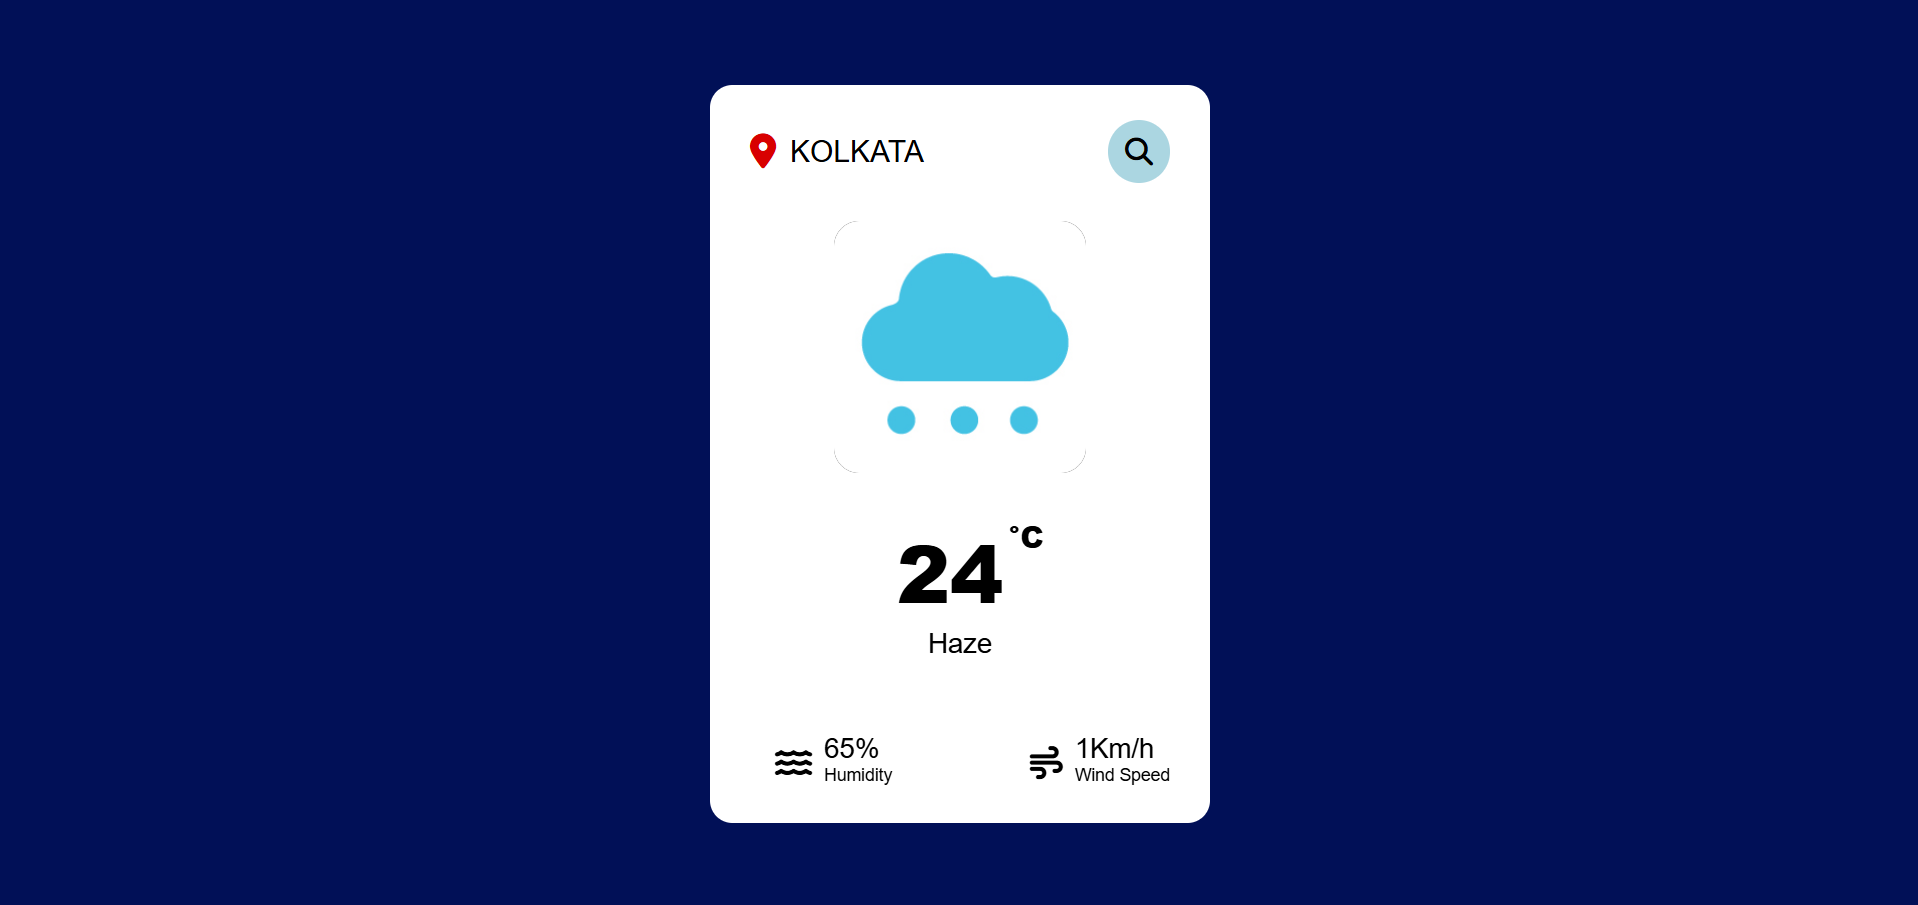 KOLKATA
24 °C
Haze
65%
Humidity
1Km/h
Wind Speed